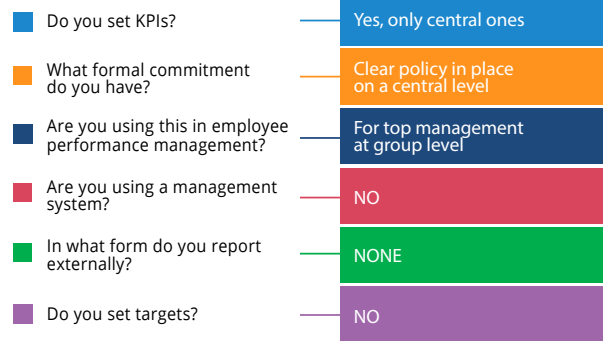 Do you set KPIs?
Yes, only central ones
What formal commitment
do you have?
Clear policy in place
on a central level
Are you using this in employee
performance management?
For top management
at group level
Are you using a management
system?
NO
In what form do you report
externally?
NONE
Do you set targets?
NO